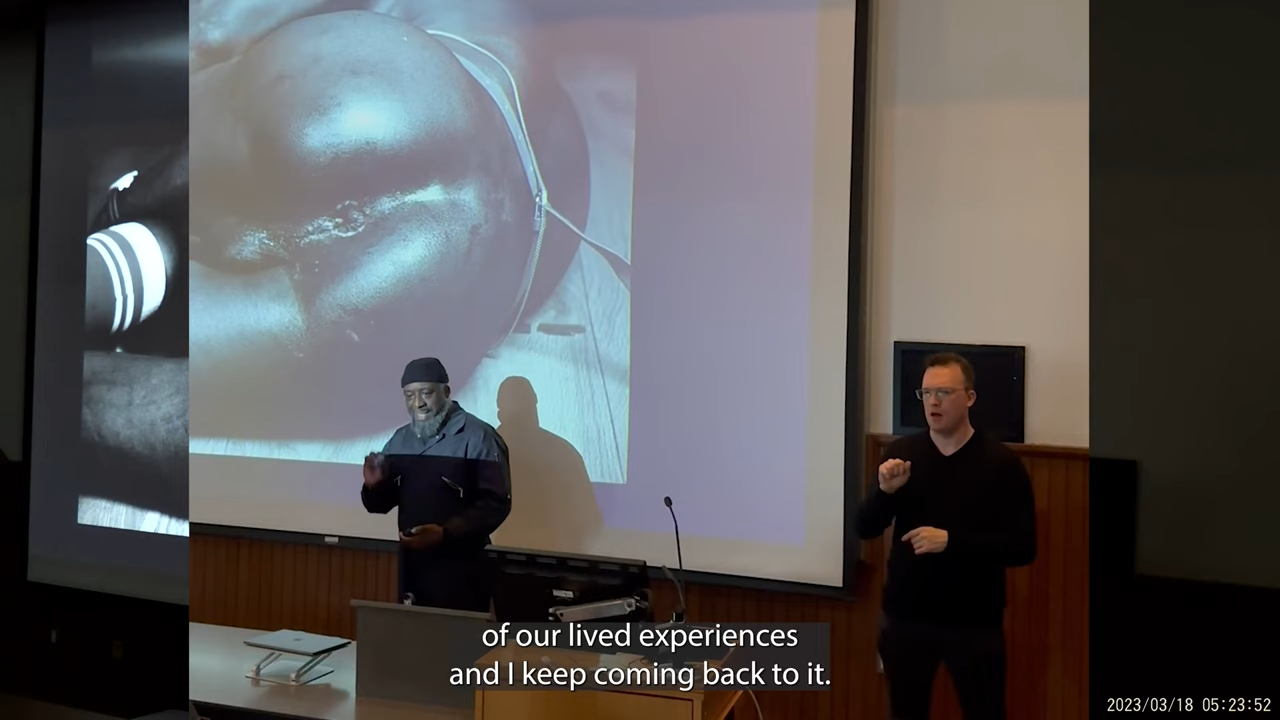 of our lived experiences
and I keep coming back to it.
2023/03/18 05:23:52